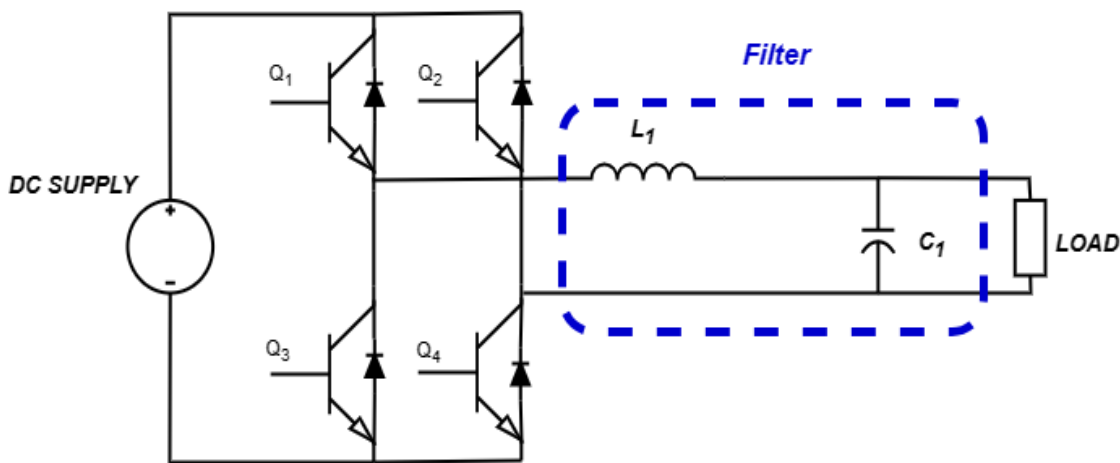 Filter
Q1
Q2
L1
DC SUPPLY
+
-
C1
LOAD
Q3
Q4